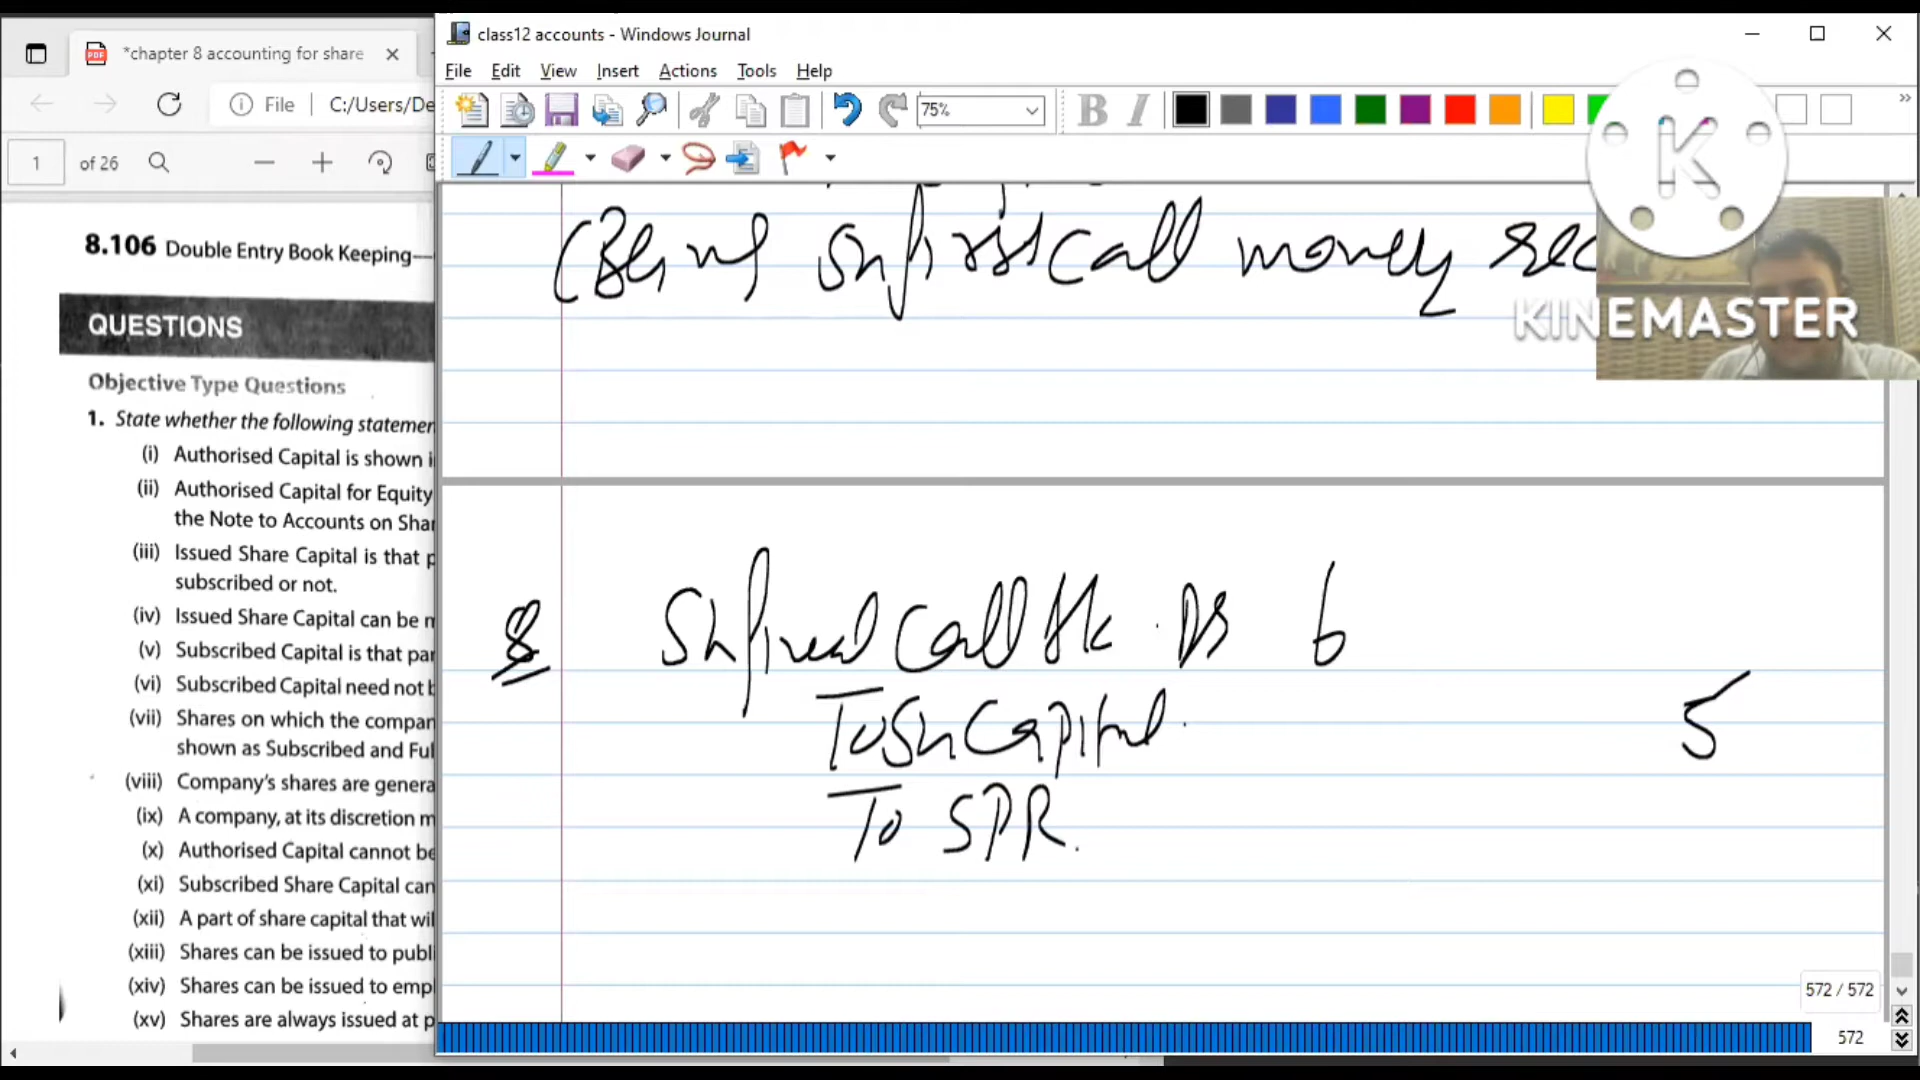 *chapter 8 accounting for share
File
C:/Users/De
1
of 26
8.106 Double Entry Book Keeping—
QUESTIONS
Objective Type Questions
1. State whether the following statemen
(i) Authorised Capital is shown i
(ii) Authorised Capital for Equity
the Note to Accounts on Shar
(iii) Issued Share Capital is that p
subscribed or not.
(iv) Issued Share Capital can be m
(v) Subscribed Capital is that par
(vi) Subscribed Capital need not b
(vii) Shares on which the compan
shown as Subscribed and Ful
(viii) Company's shares are genera
(ix) A company, at its discretion m
(x) Authorised Capital cannot be
(xi) Subscribed Share Capital can
(xii) A part of share capital that wil
(xiii) Shares can be issued to publi
(xiv) Shares can be issued to emp
(xv) Shares are always issued at p
class12 accounts - Windows Journal
File Edit View Insert Actions Tools Help
75%
B I
(Being sh first call money rec
8 Sh final Call A/c Dr 6
To Sh Capital 5
To SPR.
572 / 572
572
K
KINEMASTER